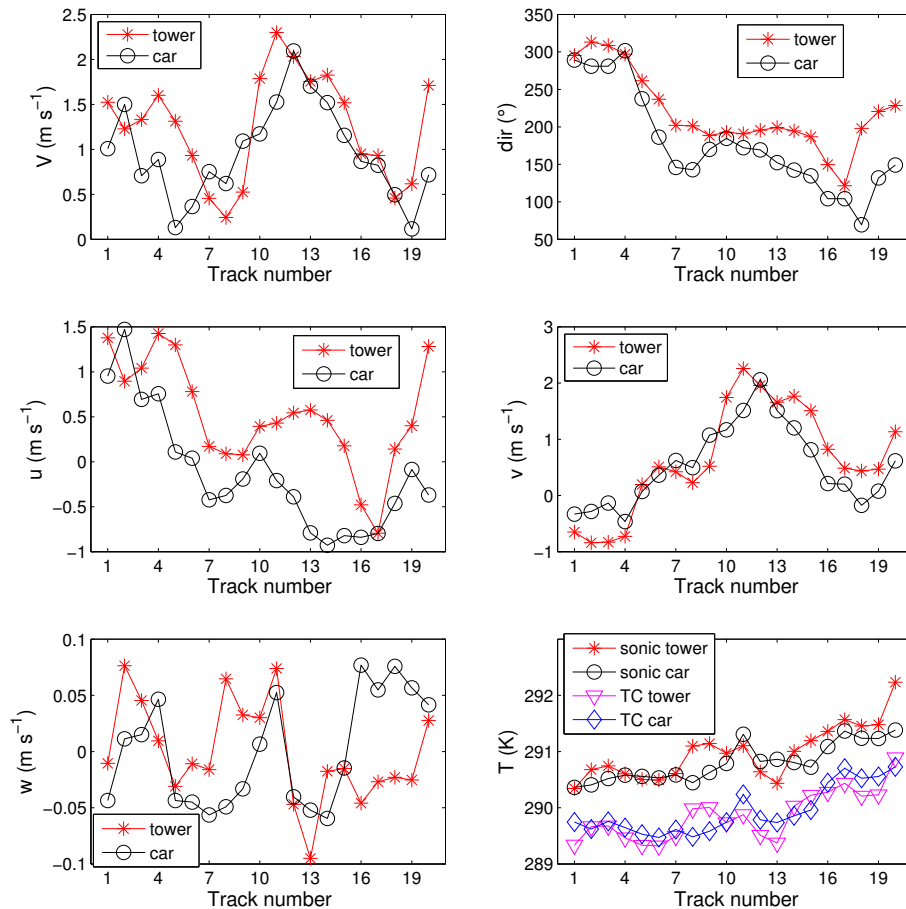 2.5
2
1.5
1
0.5
0
V (m s⁻¹)
1 4 7 10 13 16 19
Track number
tower
car
350
300
250
200
150
100
50
dir (°)
1 4 7 10 13 16 19
Track number
tower
car
1.5
1
0.5
0
−0.5
−1
u (m s⁻¹)
1 4 7 10 13 16 19
Track number
tower
car
3
2
1
0
−1
v (m s⁻¹)
1 4 7 10 13 16 19
Track number
tower
car
0.1
0.05
0
−0.05
−0.1
w (m s⁻¹)
1 4 7 10 13 16 19
Track number
tower
car
292
291
290
289
T (K)
1 4 7 10 13 16 19
Track number
sonic tower
sonic car
TC tower
TC car